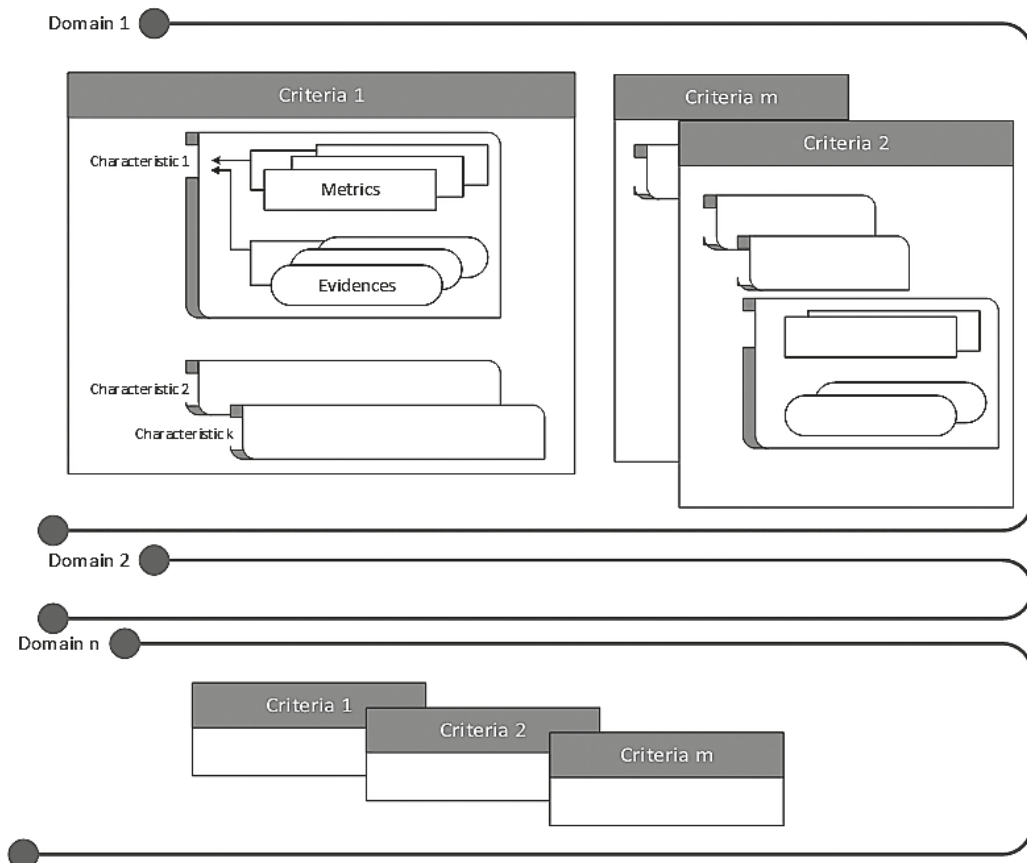 Domain 1
Criteria 1
Characteristic 1
Metrics
Evidences
Characteristic 2
Characteristic k
Criteria m
Criteria 2
Domain 2
Domain n
Criteria 1
Criteria 2
Criteria m